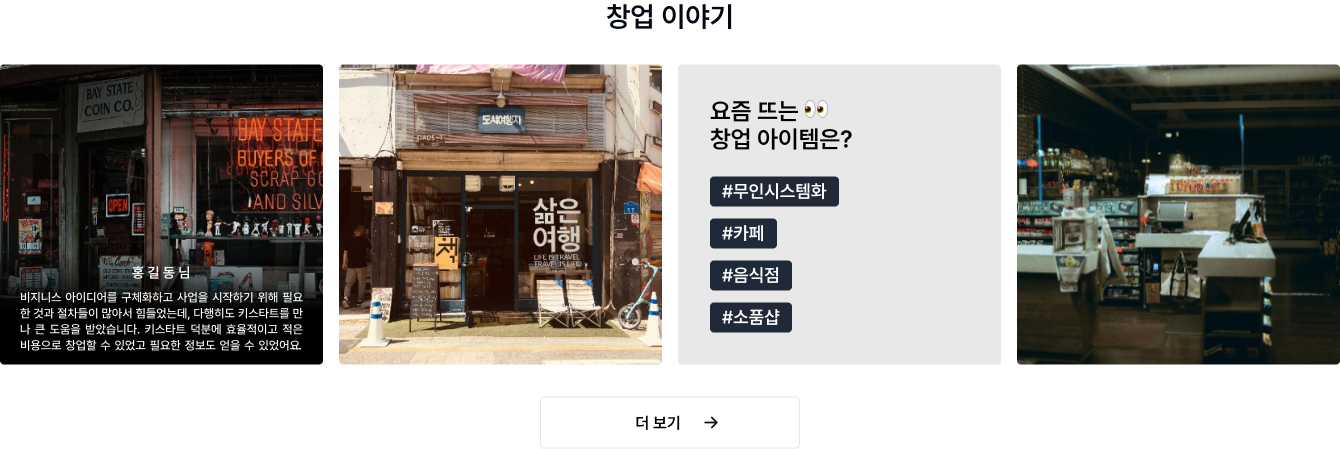 창업 이야기
BAY STATE
COIN CO.
BAY STATE
BUYERS OF
SCRAP
AND SILV
OPEN
COMICS!
홍길동님
비지니스 아이디어를 구체화하고 사업을 시작하기 위해 필요
한 것과 절차들이 많아서 힘들었는데, 다행히도 키스타트를 만
나 큰 도움을 받았습니다. 키스타트 덕분에 효율적이고 적은
비용으로 창업할 수 있었고 필요한 정보도 얻을 수 있었어요.
도시여행자
삶은
여행
LIFE IS TRAVEL
TRAVEL IS LIFE
책
17
요즘 뜨는 👀
창업 아이템은?
#무인시스템화
#카페
#음식점
#소품샵
더 보기 →